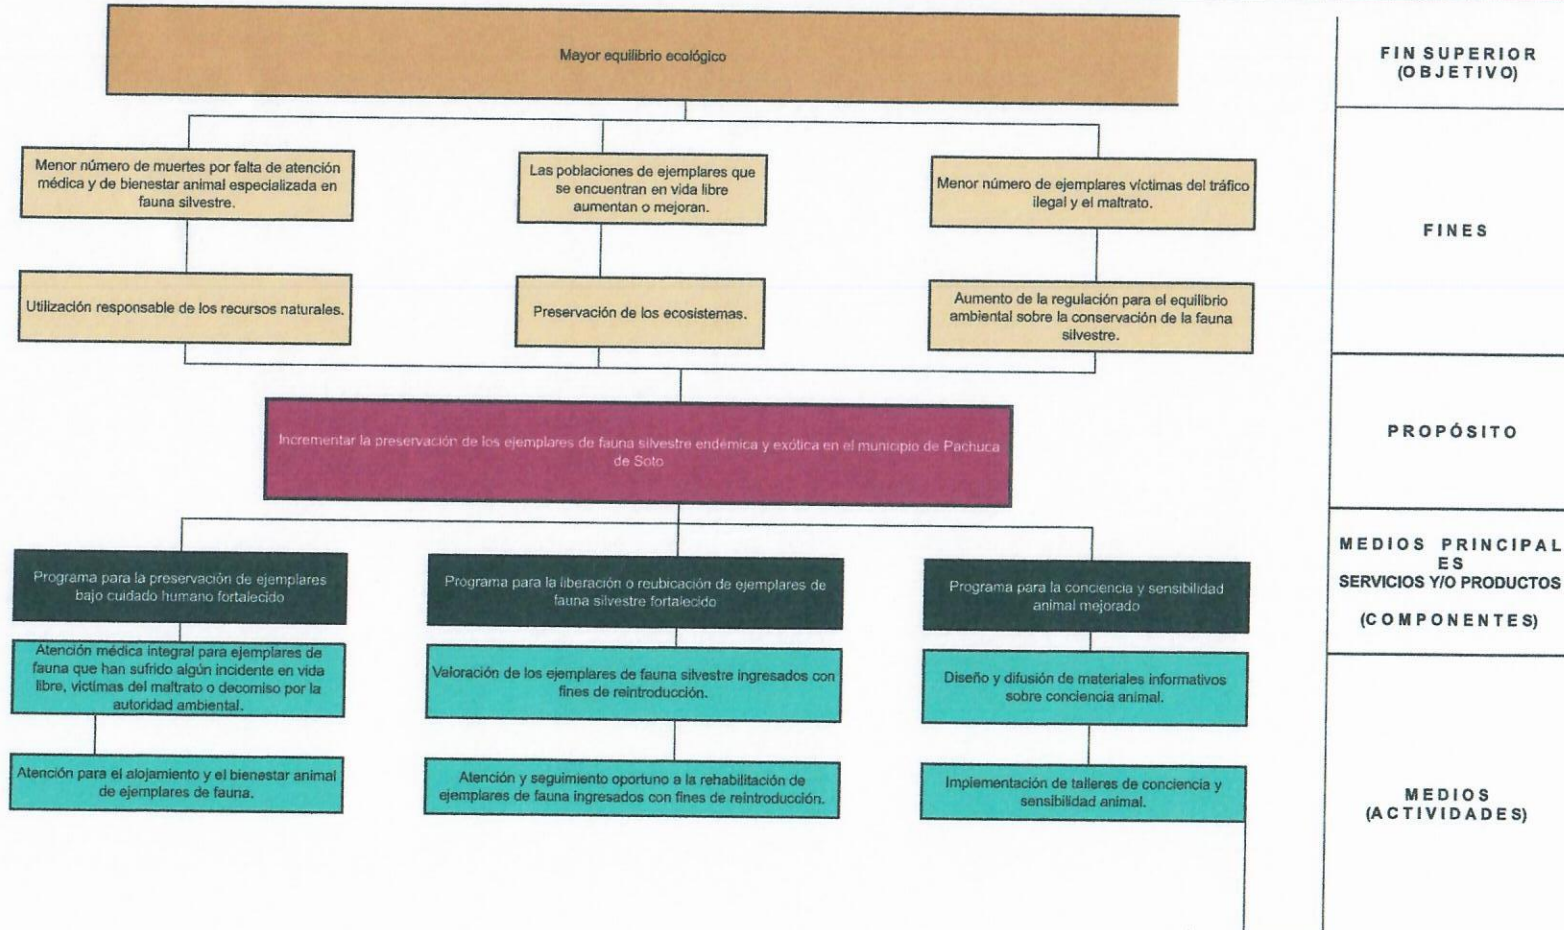 Mayor equilibrio ecológico
FIN SUPERIOR
(OBJETIVO)
Menor número de muertes por falta de atención
médica y de bienestar animal especializada en
fauna silvestre.
Las poblaciones de ejemplares que
se encuentran en vida libre
aumentan o mejoran.
Menor número de ejemplares víctimas del tráfico
ilegal y el maltrato.
FINES
Utilización responsable de los recursos naturales.
Preservación de los ecosistemas.
Aumento de la regulación para el equilibrio
ambiental sobre la conservación de la fauna
silvestre.
Incrementar la preservación de los ejemplares de fauna silvestre endémica y exótica en el municipio de Pachuca
de Soto
PROPÓSITO
Programa para la preservación de ejemplares
bajo cuidado humano fortalecido
Programa para la liberación o reubicación de ejemplares de
fauna silvestre fortalecido
Programa para la conciencia y sensibilidad
animal mejorado
MEDIOS PRINCIPAL
ES
SERVICIOS Y/O PRODUCTOS
(COMPONENTES)
Atención médica integral para ejemplares de
fauna que han sufrido algún incidente en vida
libre, victimas del maltrato o decomiso por la
autoridad ambiental.
Valoración de los ejemplares de fauna silvestre ingresados con
fines de reintroducción.
Diseño y difusión de materiales informativos
sobre conciencia animal.
Atención para el alojamiento y el bienestar animal
de ejemplares de fauna.
Atención y seguimiento oportuno a la rehabilitación de
ejemplares de fauna ingresados con fines de reintroducción.
Implementación de talleres de conciencia y
sensibilidad animal.
MEDIOS
(ACTIVIDADES)